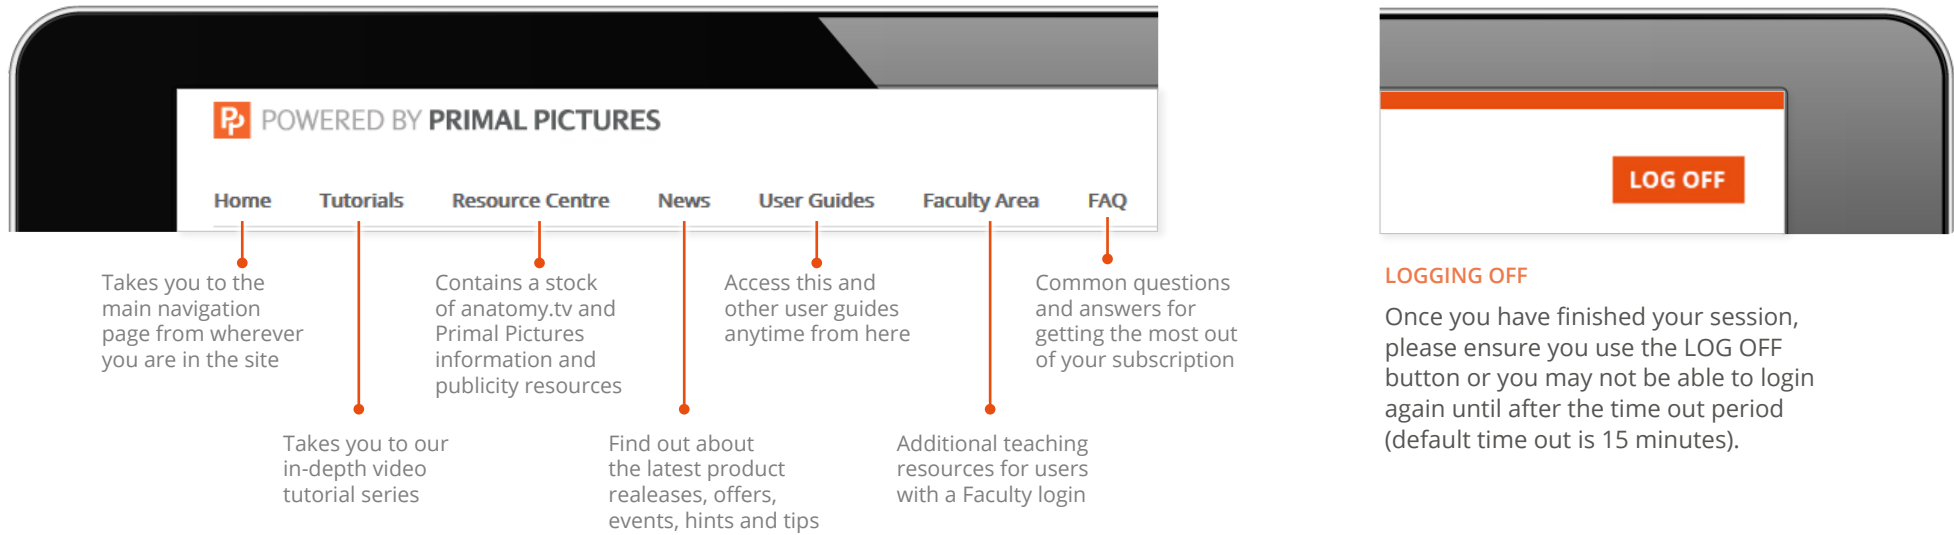 POWERED BY PRIMAL PICTURES
Home Tutorials Resource Centre News User Guides Faculty Area FAQ
Takes you to the
main navigation
page from wherever
you are in the site
Takes you to our
in-depth video
tutorial series
Contains a stock
of anatomy.tv and
Primal Pictures
information and
publicity resources
Find out about
the latest product
realeases, offers,
events, hints and tips
Access this and
other user guides
anytime from here
Additional teaching
resources for users
with a Faculty login
Common questions
and answers for
getting the most out
of your subscription
LOG OFF
LOGGING OFF
Once you have finished your session,
please ensure you use the LOG OFF
button or you may not be able to login
again until after the time out period
(default time out is 15 minutes).